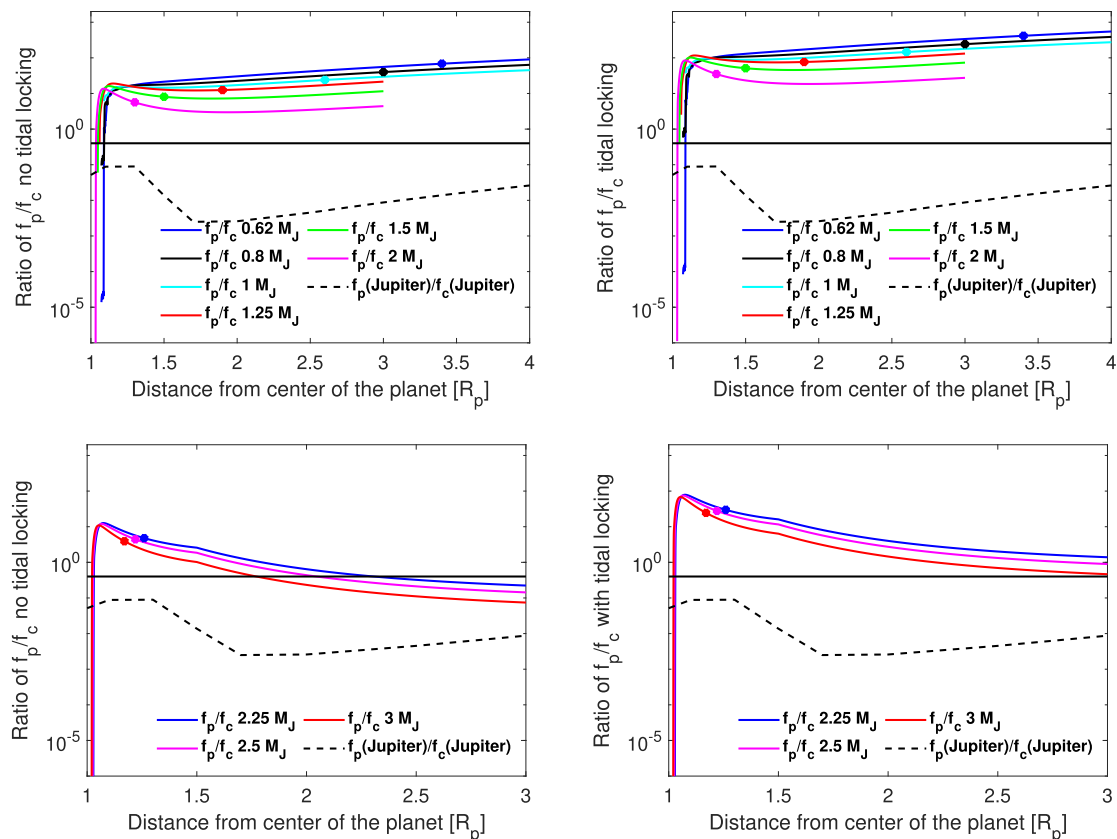 Ratio of f_p/f_c no tidal locking
10^0
10^-5
f_p/f_c 0.62 M_J
f_p/f_c 0.8 M_J
f_p/f_c 1 M_J
f_p/f_c 1.25 M_J
f_p/f_c 1.5 M_J
f_p/f_c 2 M_J
f_p(Jupiter)/f_c(Jupiter)
1 1.5 2 2.5 3 3.5 4
Distance from center of the planet [R_p]
Ratio of f_p/f_c tidal locking
10^0
10^-5
f_p/f_c 0.62 M_J
f_p/f_c 0.8 M_J
f_p/f_c 1 M_J
f_p/f_c 1.25 M_J
f_p/f_c 1.5 M_J
f_p/f_c 2 M_J
f_p(Jupiter)/f_c(Jupiter)
1 1.5 2 2.5 3 3.5 4
Distance from center of the planet [R_p]
Ratio of f_p/f_c no tidal locking
10^0
10^-5
f_p/f_c 2.25 M_J
f_p/f_c 2.5 M_J
f_p/f_c 3 M_J
f_p(Jupiter)/f_c(Jupiter)
1 1.5 2 2.5 3
Distance from center of the planet [R_p]
Ratio of f_p/f_c with tidal locking
10^0
10^-5
f_p/f_c 2.25 M_J
f_p/f_c 2.5 M_J
f_p/f_c 3 M_J
f_p(Jupiter)/f_c(Jupiter)
1 1.5 2 2.5 3
Distance from center of the planet [R_p]